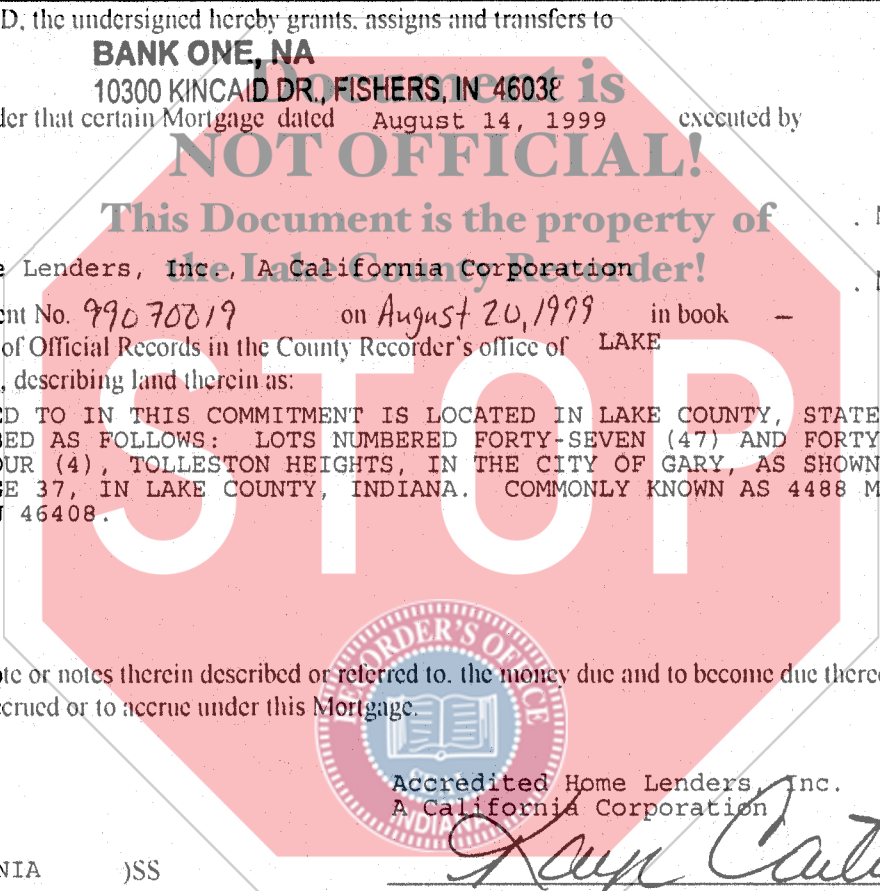 D, the undersigned hereby grants, assigns and transfers to
BANK ONE, NA
10300 KINCAID DR., FISHERS, IN 46038
Document is
der that certain Mortgage dated August 14, 1999 executed by
NOT OFFICIAL!
This Document is the property of
the Lake County Recorder!
e Lenders, Inc., A California Corporation
ent No. 99070019 on August 20, 1999 in book –
of Official Records in the County Recorder's office of LAKE
, describing land therein as:
STOP
ED TO IN THIS COMMITMENT IS LOCATED IN LAKE COUNTY, STATE
BED AS FOLLOWS: LOTS NUMBERED FORTY-SEVEN (47) AND FORTY
OUR (4), TOLLESTON HEIGHTS, IN THE CITY OF GARY, AS SHOWN
GE 37, IN LAKE COUNTY, INDIANA. COMMONLY KNOWN AS 4488 M
N 46408.
ote or notes therein described or referred to. the money due and to become due there
ccrued or to accrue under this Mortgage.
RECORDER'S OFFICE
SEAL
INDIANA
Accredited Home Lenders, Inc.
A California Corporation
NIA )SS